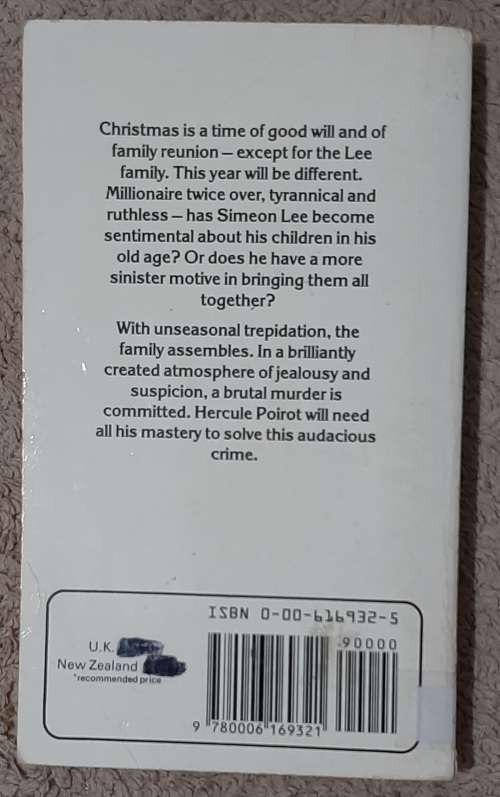 Christmas is a time of good will and of
family reunion – except for the Lee
family. This year will be different.
Millionaire twice over, tyrannical and
ruthless – has Simeon Lee become
sentimental about his children in his
old age? Or does he have a more
sinister motive in bringing them all
together?
With unseasonal trepidation, the
family assembles. In a brilliantly
created atmosphere of jealousy and
suspicion, a brutal murder is
committed. Hercule Poirot will need
all his mastery to solve this audacious
crime.
ISBN 0-00-616932-5
U.K.
New Zealand
*recommended price
90000
9 780006 169321